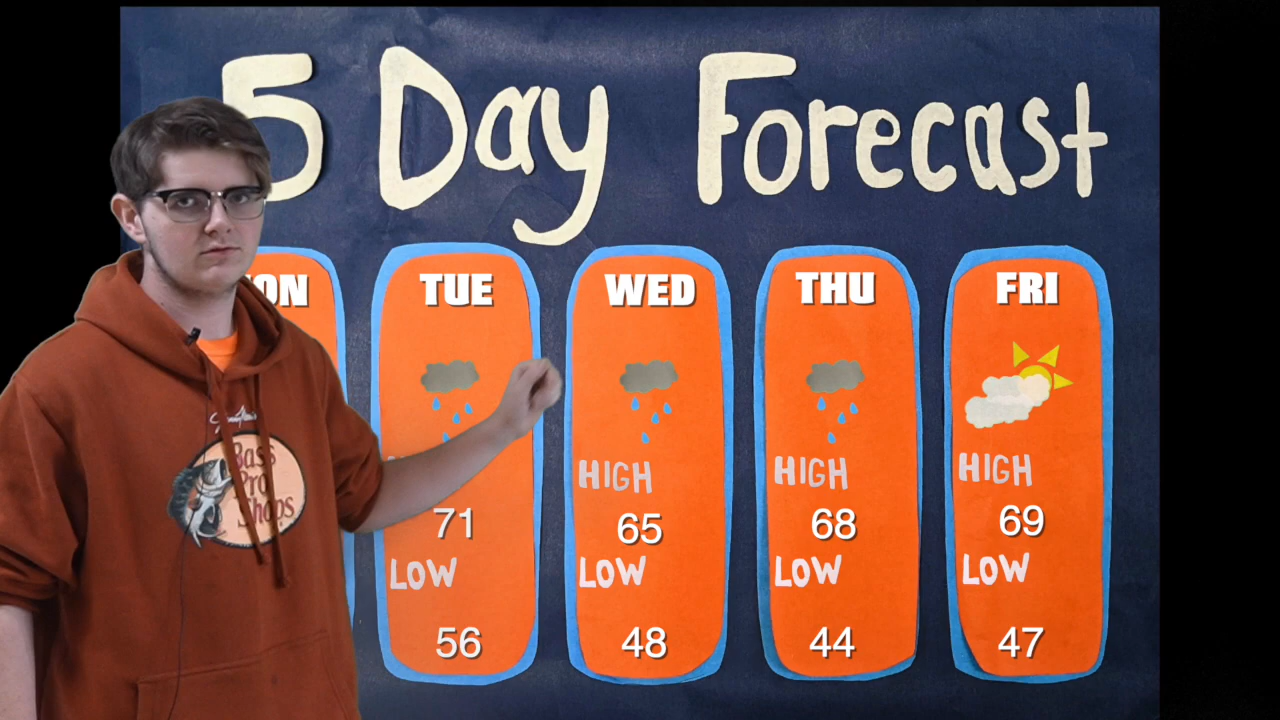 5 Day Forecast
ON TUE WED THU FRI
HIGH HIGH HIGH
71 65 68 69
LOW LOW LOW LOW
56 48 44 47
Bass
Pro
Shops